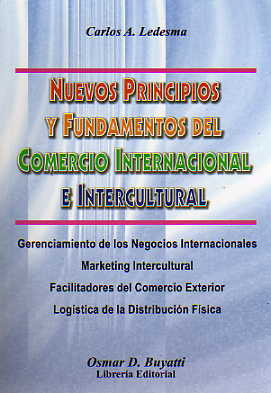 Carlos A. Ledesma
NUEVOS PRINCIPIOS
Y FUNDAMENTOS DEL
COMERCIO INTERNACIONAL
E INTERCULTURAL
Gerenciamiento de los Negocios Internacionales
Marketing Intercultural
Facilitadores del Comercio Exterior
Logística de la Distribución Física
Osmar D. Buyatti
Librería Editorial